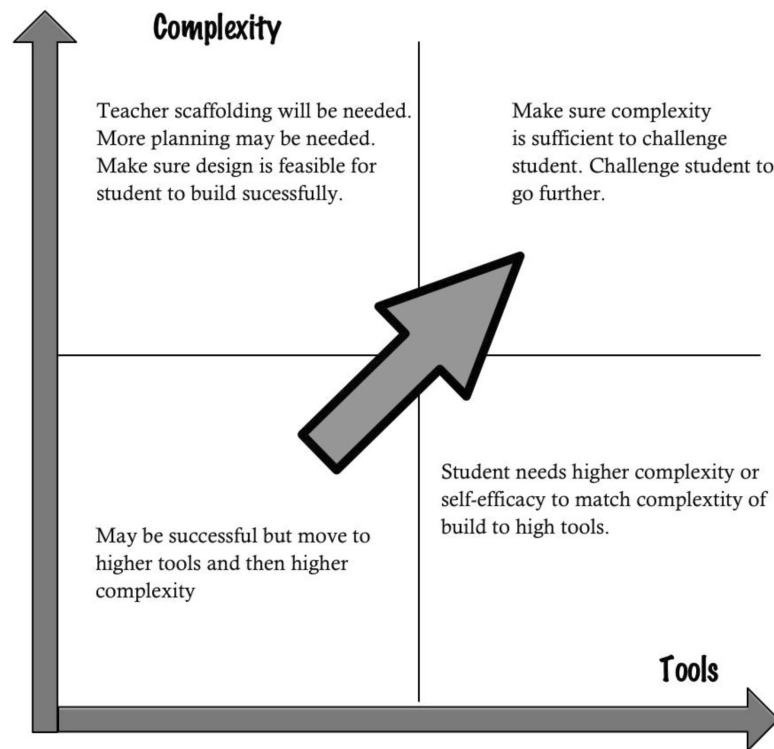 Complexity
Teacher scaffolding will be needed.
More planning may be needed.
Make sure design is feasible for
student to build sucessfully.
Make sure complexity
is sufficient to challenge
student. Challenge student to
go further.
May be successful but move to
higher tools and then higher
complexity
Student needs higher complexity or
self-efficacy to match complextity of
build to high tools.
Tools